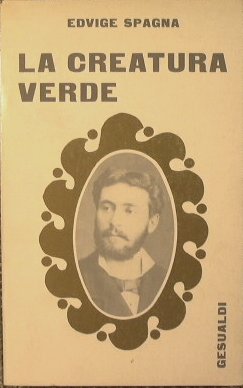 EDVIGE SPAGNA
LA CREATURA
VERDE
GESUALDI